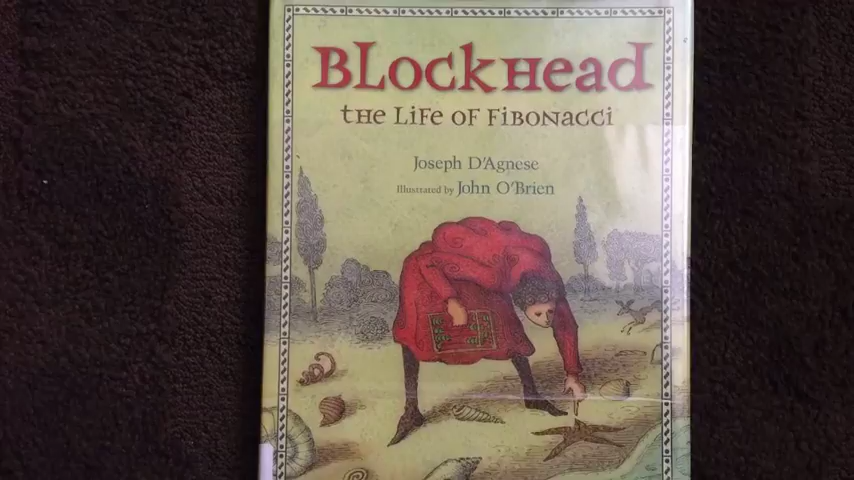 BLockHead
tHe LiFe of FiBonacci
Joseph D'Agnese
Illustrated by John O'Brien